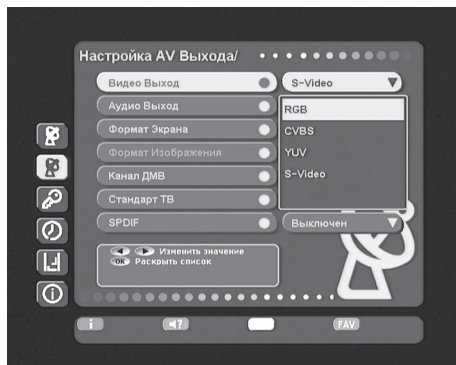 Настройка AV Выхода/
Видео Выход S-Video
Аудио Выход RGB
Формат Экрана CVBS
Формат Изображения YUV
Канал ДМВ S-Video
Стандарт ТВ
SPDIF Выключен
Изменить значение
OK Раскрыть список
i ? FAV